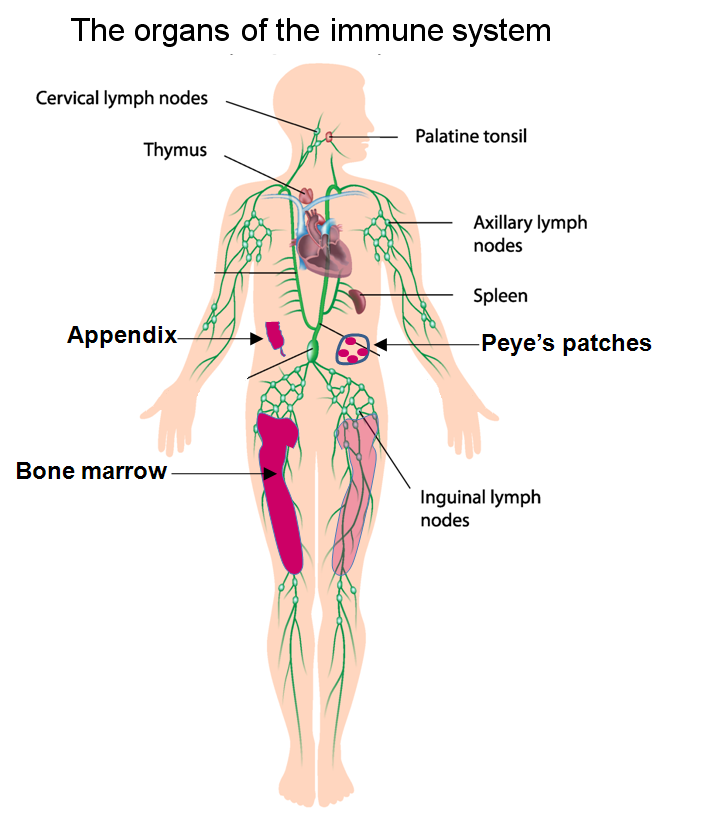 The organs of the immune system
Cervical lymph nodes
Palatine tonsil
Thymus
Axillary lymph
nodes
Spleen
Appendix
Peye's patches
Bone marrow
Inguinal lymph
nodes